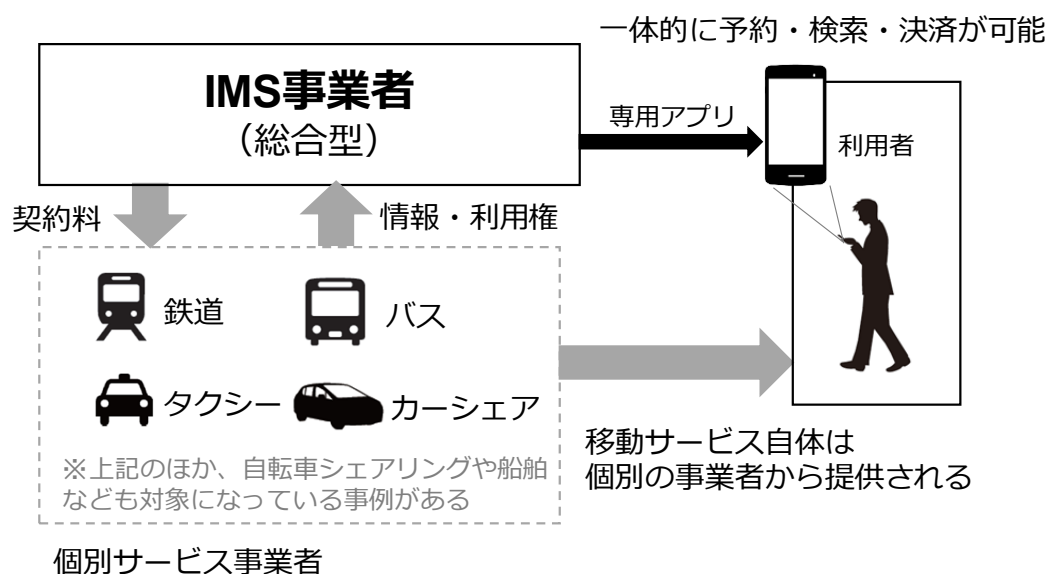 一体的に予約・検索・決済が可能
IMS事業者
（総合型）
専用アプリ
利用者
契約料
情報・利用権
鉄道
バス
タクシー
カーシェア
※上記のほか、自転車シェアリングや船舶
なども対象になっている事例がある
移動サービス自体は
個別の事業者から提供される
個別サービス事業者